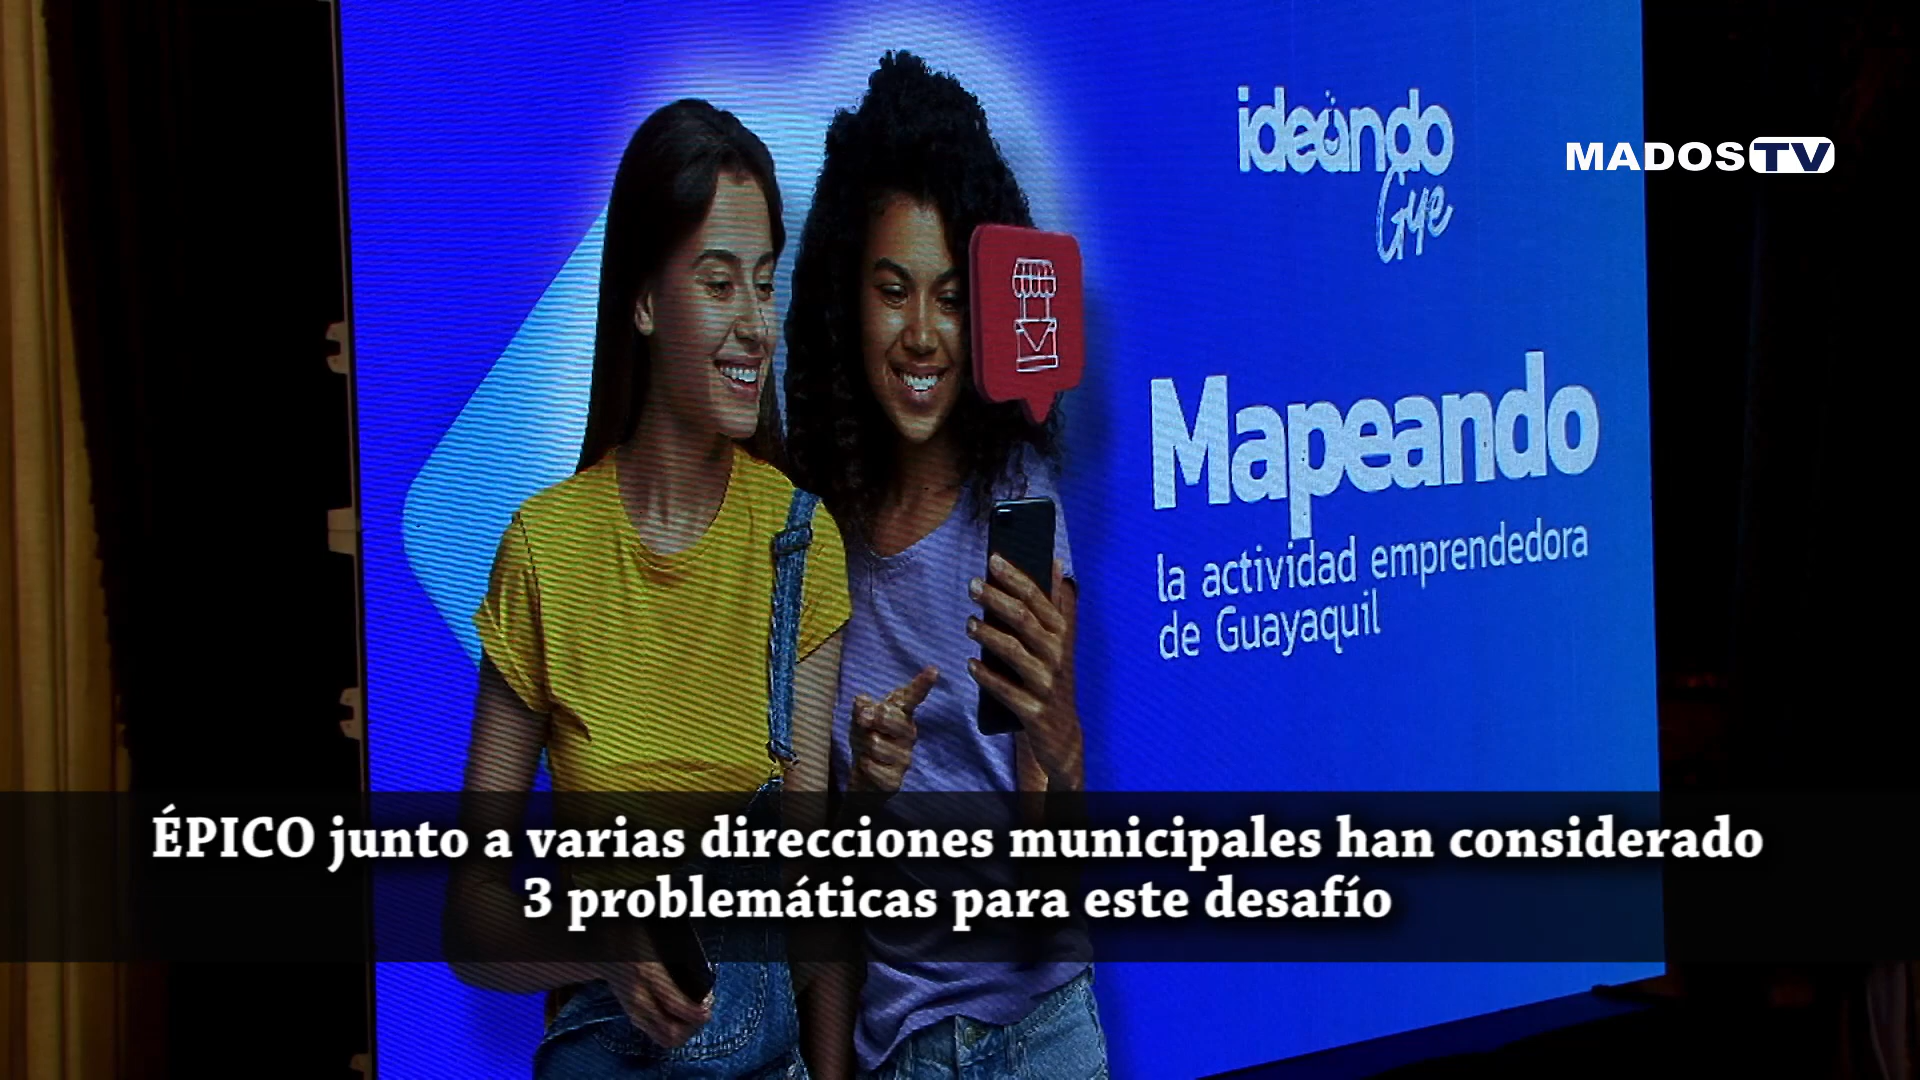 ideando
Gye
MADOSTV
Mapeando
la actividad emprendedora
de Guayaquil
ÉPICO junto a varias direcciones municipales han considerado
3 problemáticas para este desafío